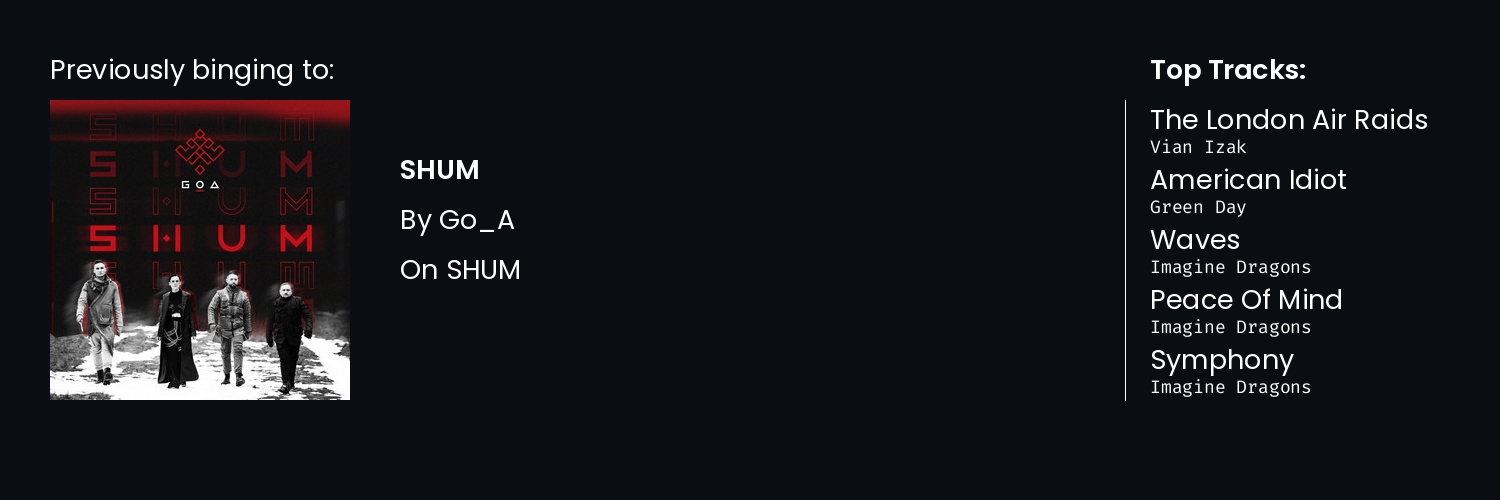 Previously binging to:
S H U M
S H U M
S H U M
GOA
S H U M
S H U M
SHUM
By Go_A
On SHUM
Top Tracks:
The London Air Raids
Vian Izak
American Idiot
Green Day
Waves
Imagine Dragons
Peace Of Mind
Imagine Dragons
Symphony
Imagine Dragons